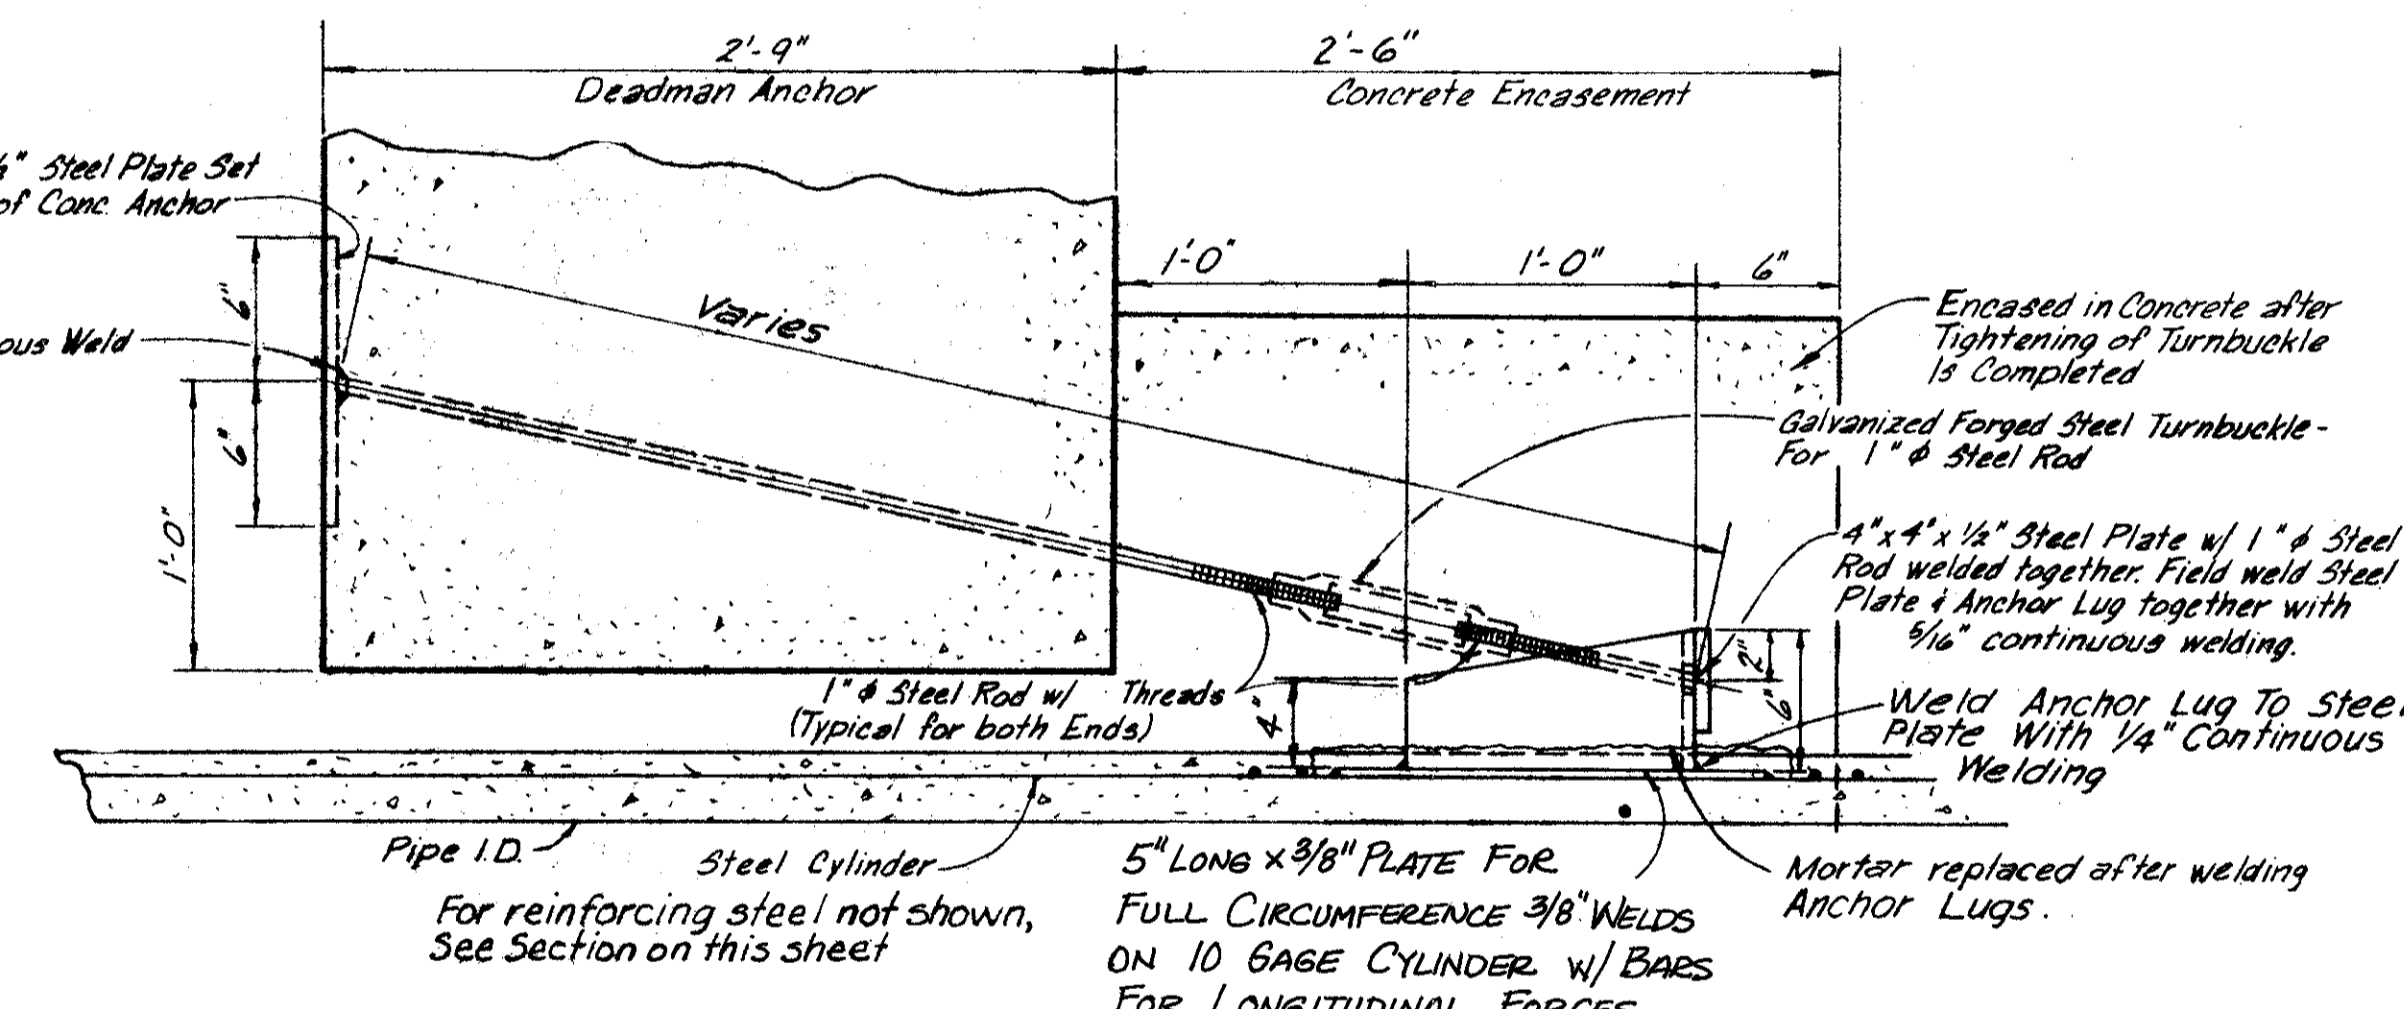 2'-9"
2'-6"
Deadman Anchor
Concrete Encasement
" Steel Plate Set
of Conc. Anchor
1'-0"
1'-0"
6"
Varies
6"
ous Weld
6"
1'-0"
Encased in Concrete after
Tightening of Turnbuckle
Is Completed
Galvanized Forged Steel Turnbuckle-
For 1" ϕ Steel Rod
4"x4"x 1/2" Steel Plate w/ 1" ϕ Steel
Rod welded together. Field weld Steel
Plate & Anchor Lug together with
5/16" continuous welding.
2"
6"
1" ϕ Steel Rod w/ Threads
(Typical for both Ends)
4"
Weld Anchor Lug To Steel
Plate With 1/4" Continuous
Welding
Pipe I.D.
Steel Cylinder
For reinforcing steel not shown,
See Section on this sheet
5" LONG x 3/8" PLATE FOR
FULL CIRCUMFERENCE 3/8" WELDS
ON 10 GAGE CYLINDER W/ BARS
FOR LONGITUDINAL FORCES
Mortar replaced after welding
Anchor Lugs.